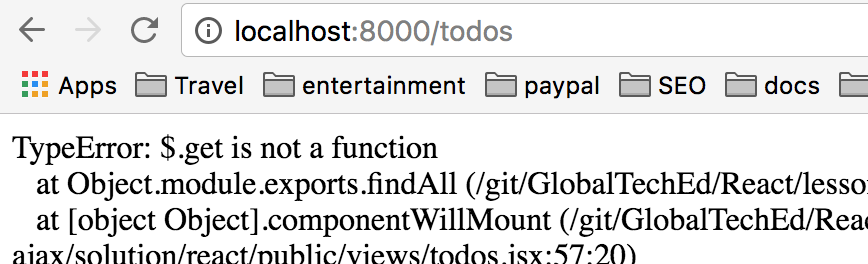 localhost:8000/todos
Apps Travel entertainment paypal SEO docs
TypeError: $.get is not a function
at Object.module.exports.findAll (/git/GlobalTechEd/React/lesso
at [object Object].componentWillMount (/git/GlobalTechEd/Reac
ajax/solution/react/public/views/todos.jsx:57:20)